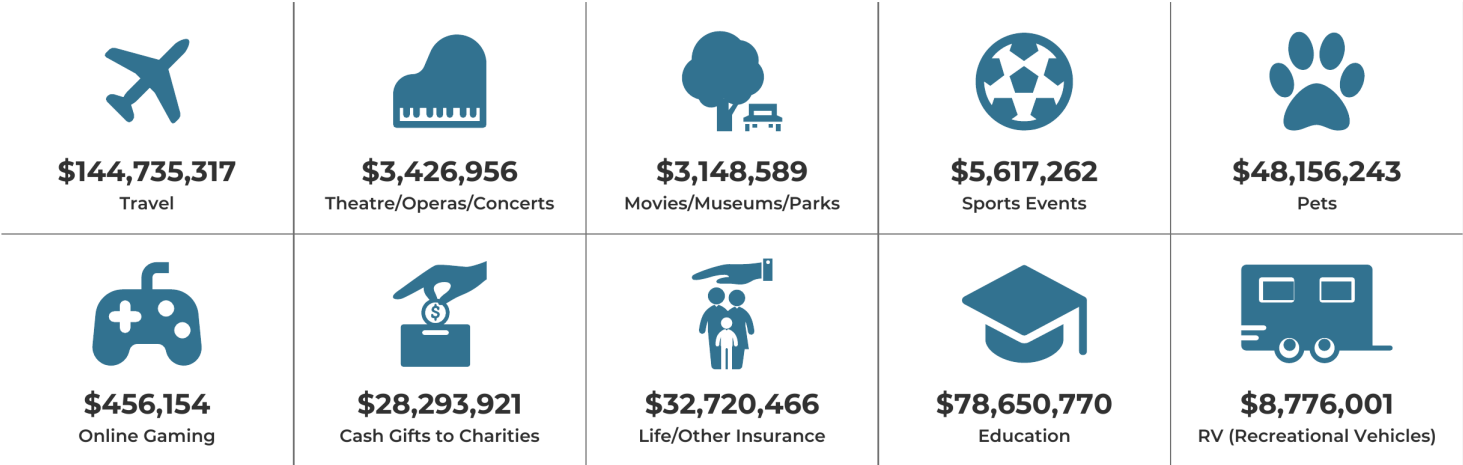 $144,735,317
Travel
$3,426,956
Theatre/Operas/Concerts
$3,148,589
Movies/Museums/Parks
$5,617,262
Sports Events
$48,156,243
Pets
$456,154
Online Gaming
$
$28,293,921
Cash Gifts to Charities
$32,720,466
Life/Other Insurance
$78,650,770
Education
$8,776,001
RV (Recreational Vehicles)